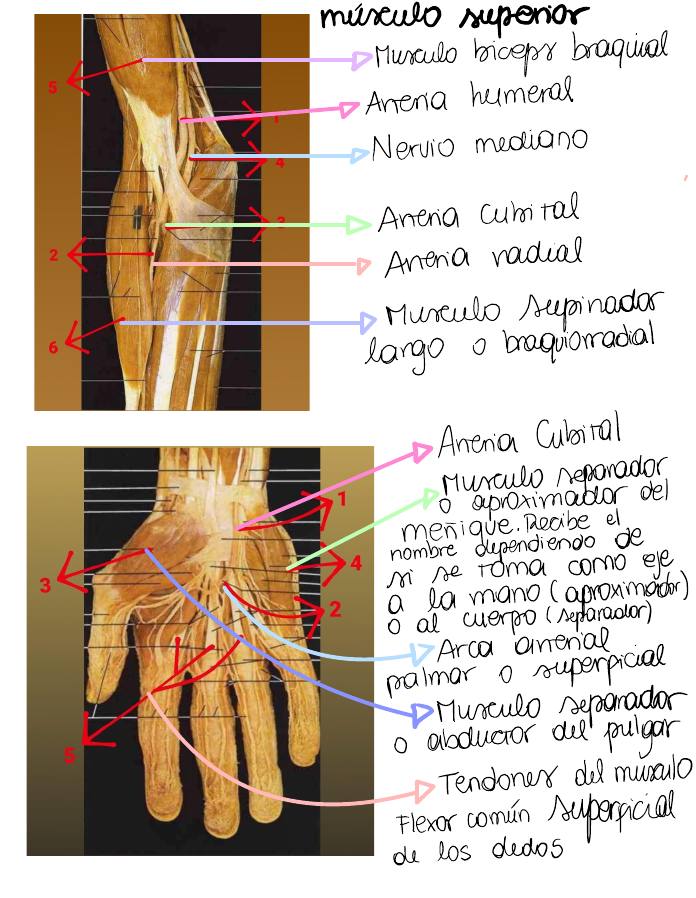 músculo superior
Musculo biceps braquial
5
Arteria humeral
1
Nervio mediano
4
Arteria cubital
3
Arteria radial
2
Musculo supinador
largo o braquiorradial
6
Arteria Cubital
Musculo separador
o aproximador del
meñique. Recibe el
nombre dependiendo de
si se toma como eje
a la mano (aproximador)
o al cuerpo (separador)
Arca arterial
palmar o superficial
Musculo separador
o abductor del pulgar
Tendones del musculo
Flexor común superficial
de los dedos
1
4
3
2
5